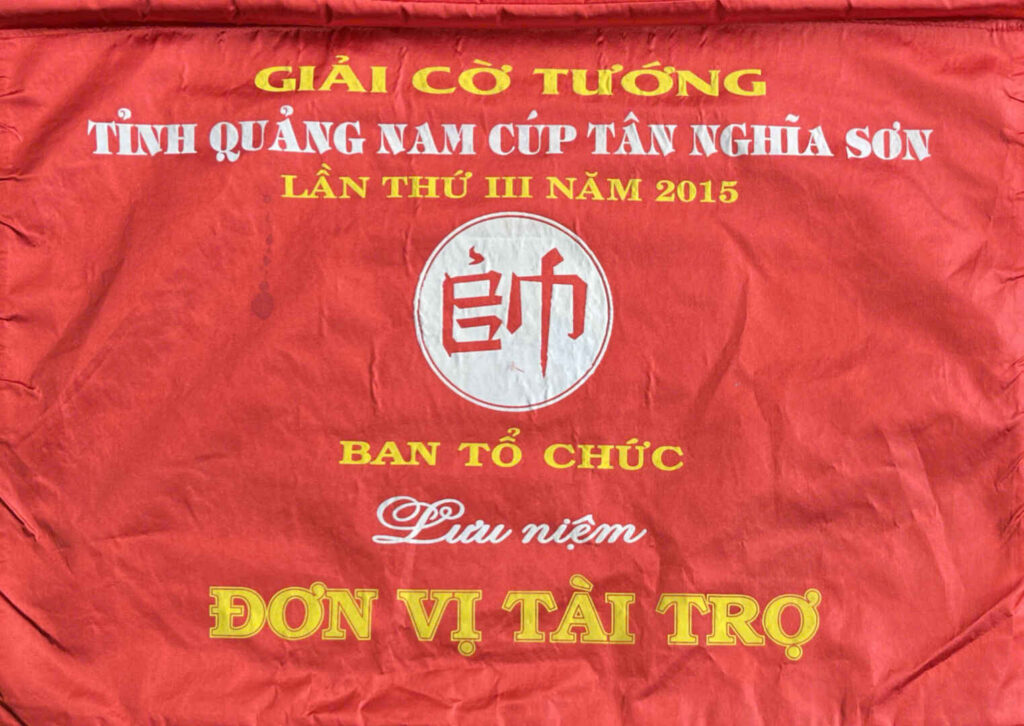 GIẢI CỜ TƯỚNG
TỈNH QUẢNG NAM CÚP TÂN NGHĨA SƠN
LẦN THỨ III NĂM 2015
帥
BAN TỔ CHỨC
Lưu niệm
ĐƠN VỊ TÀI TRỢ